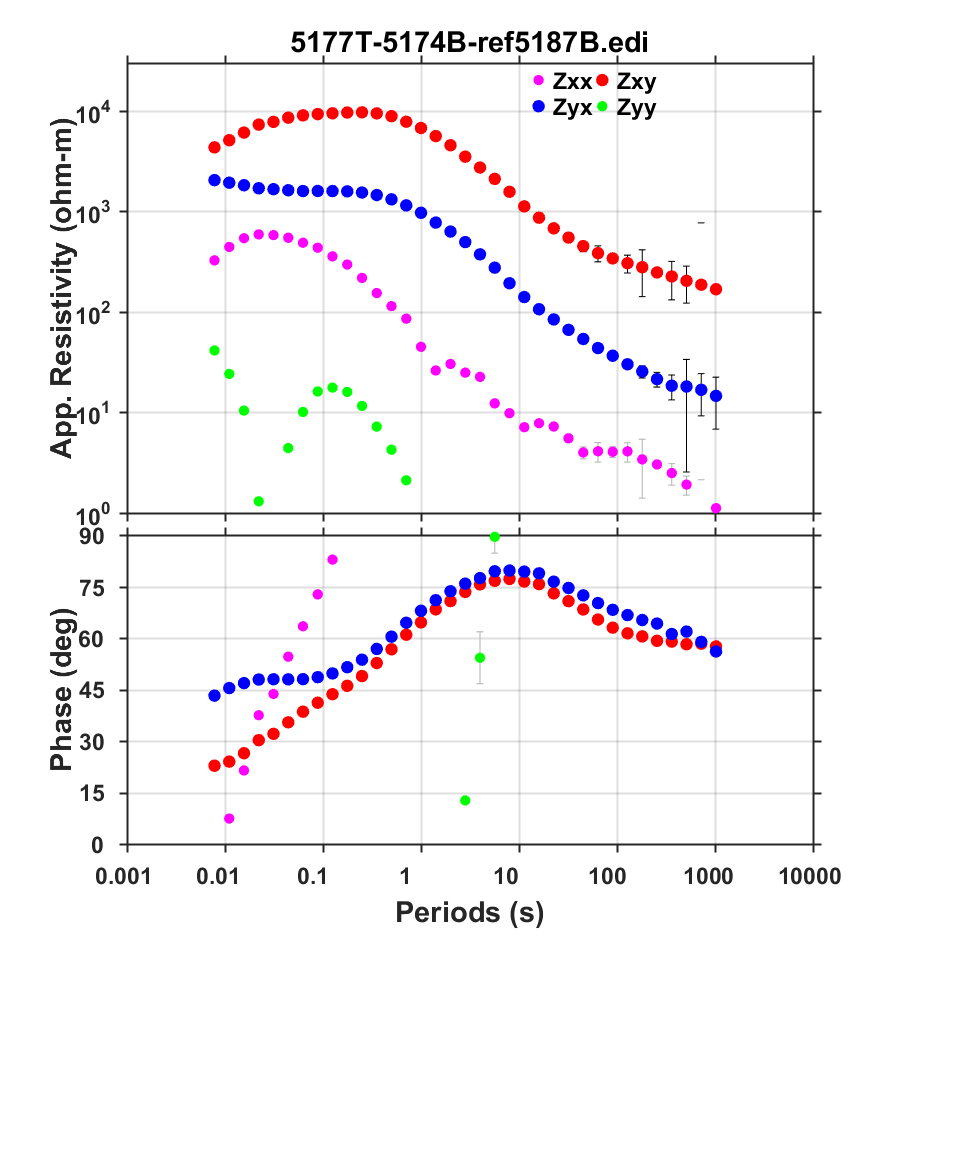 5177T-5174B-ref5187B.edi
Zxx Zxy
Zyx Zyy
App. Resistivity (ohm-m)
10^4
10^3
10^2
10^1
10^0
Phase (deg)
90
75
60
45
30
15
0
0.001 0.01 0.1 1 10 100 1000 10000
Periods (s)